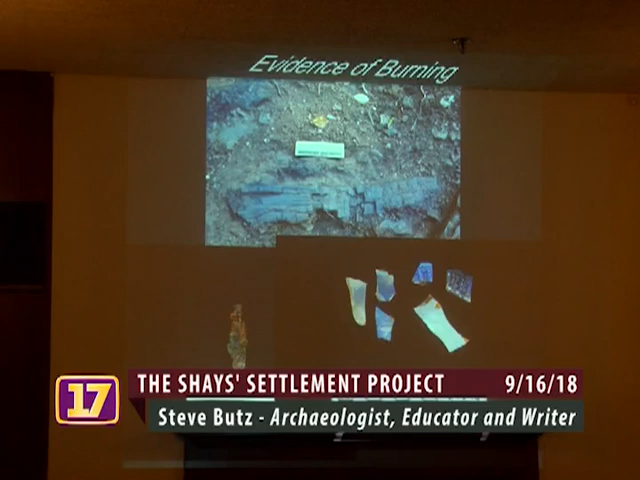 Evidence of Burning
17
THE SHAYS' SETTLEMENT PROJECT 9/16/18
Steve Butz - Archaeologist, Educator and Writer